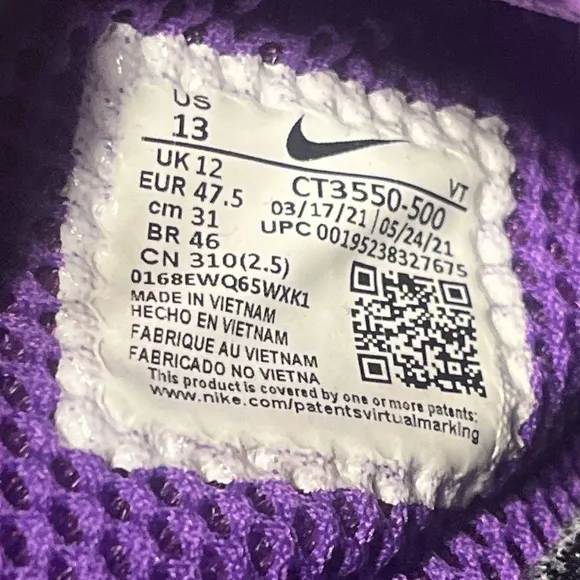 US
13
UK 12
EUR 47.5
cm 31
BR 46
CN 310(2.5)
VT
CT3550-500
03/17/21 | 05/24/21
UPC 00195238327675
0168EWQ65WXK1
MADE IN VIETNAM
HECHO EN VIETNAM
FABRIQUE AU VIETNAM
FABRICADO NO VIETNA
This product is covered by one or more patents:
www.nike.com/patentsvirtualmarking